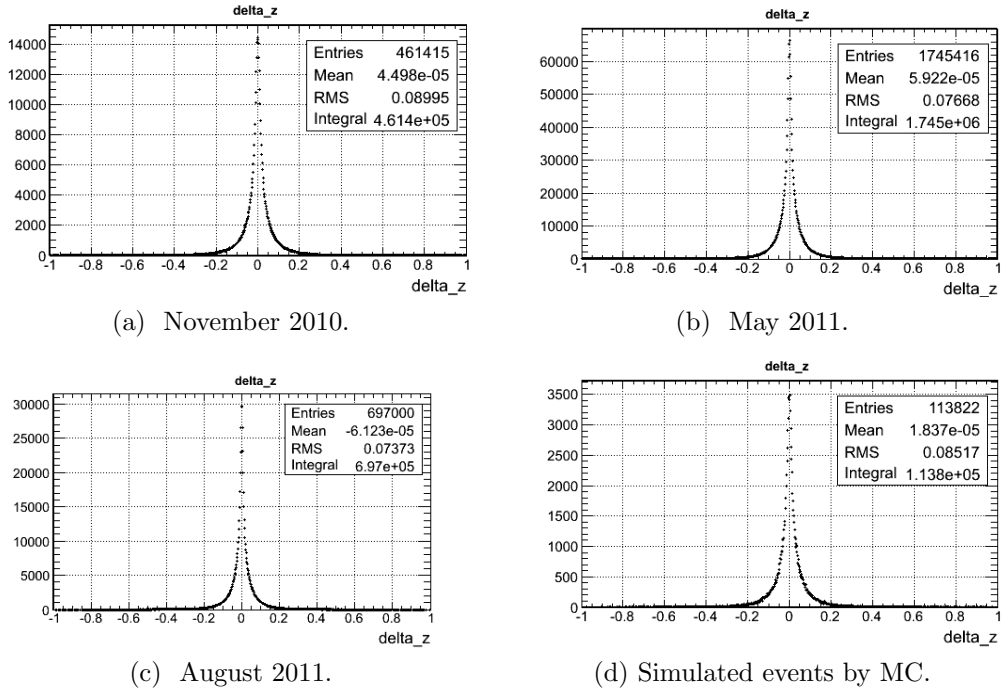 delta_z
14000
12000
10000
8000
6000
4000
2000
0
Entries 461415
Mean 4.498e-05
RMS 0.08995
Integral 4.614e+05
-1 -0.8 -0.6 -0.4 -0.2 0 0.2 0.4 0.6 0.8 1
delta_z
(a) November 2010.
delta_z
60000
50000
40000
30000
20000
10000
0
Entries 1745416
Mean 5.922e-05
RMS 0.07668
Integral 1.745e+06
-1 -0.8 -0.6 -0.4 -0.2 0 0.2 0.4 0.6 0.8 1
delta_z
(b) May 2011.
delta_z
30000
25000
20000
15000
10000
5000
0
Entries 697000
Mean -6.123e-05
RMS 0.07373
Integral 6.97e+05
-1 -0.8 -0.6 -0.4 -0.2 0 0.2 0.4 0.6 0.8 1
delta_z
(c) August 2011.
delta_z
3500
3000
2500
2000
1500
1000
500
0
Entries 113822
Mean 1.837e-05
RMS 0.08517
Integral 1.138e+05
-1 -0.8 -0.6 -0.4 -0.2 0 0.2 0.4 0.6 0.8 1
delta_z
(d) Simulated events by MC.